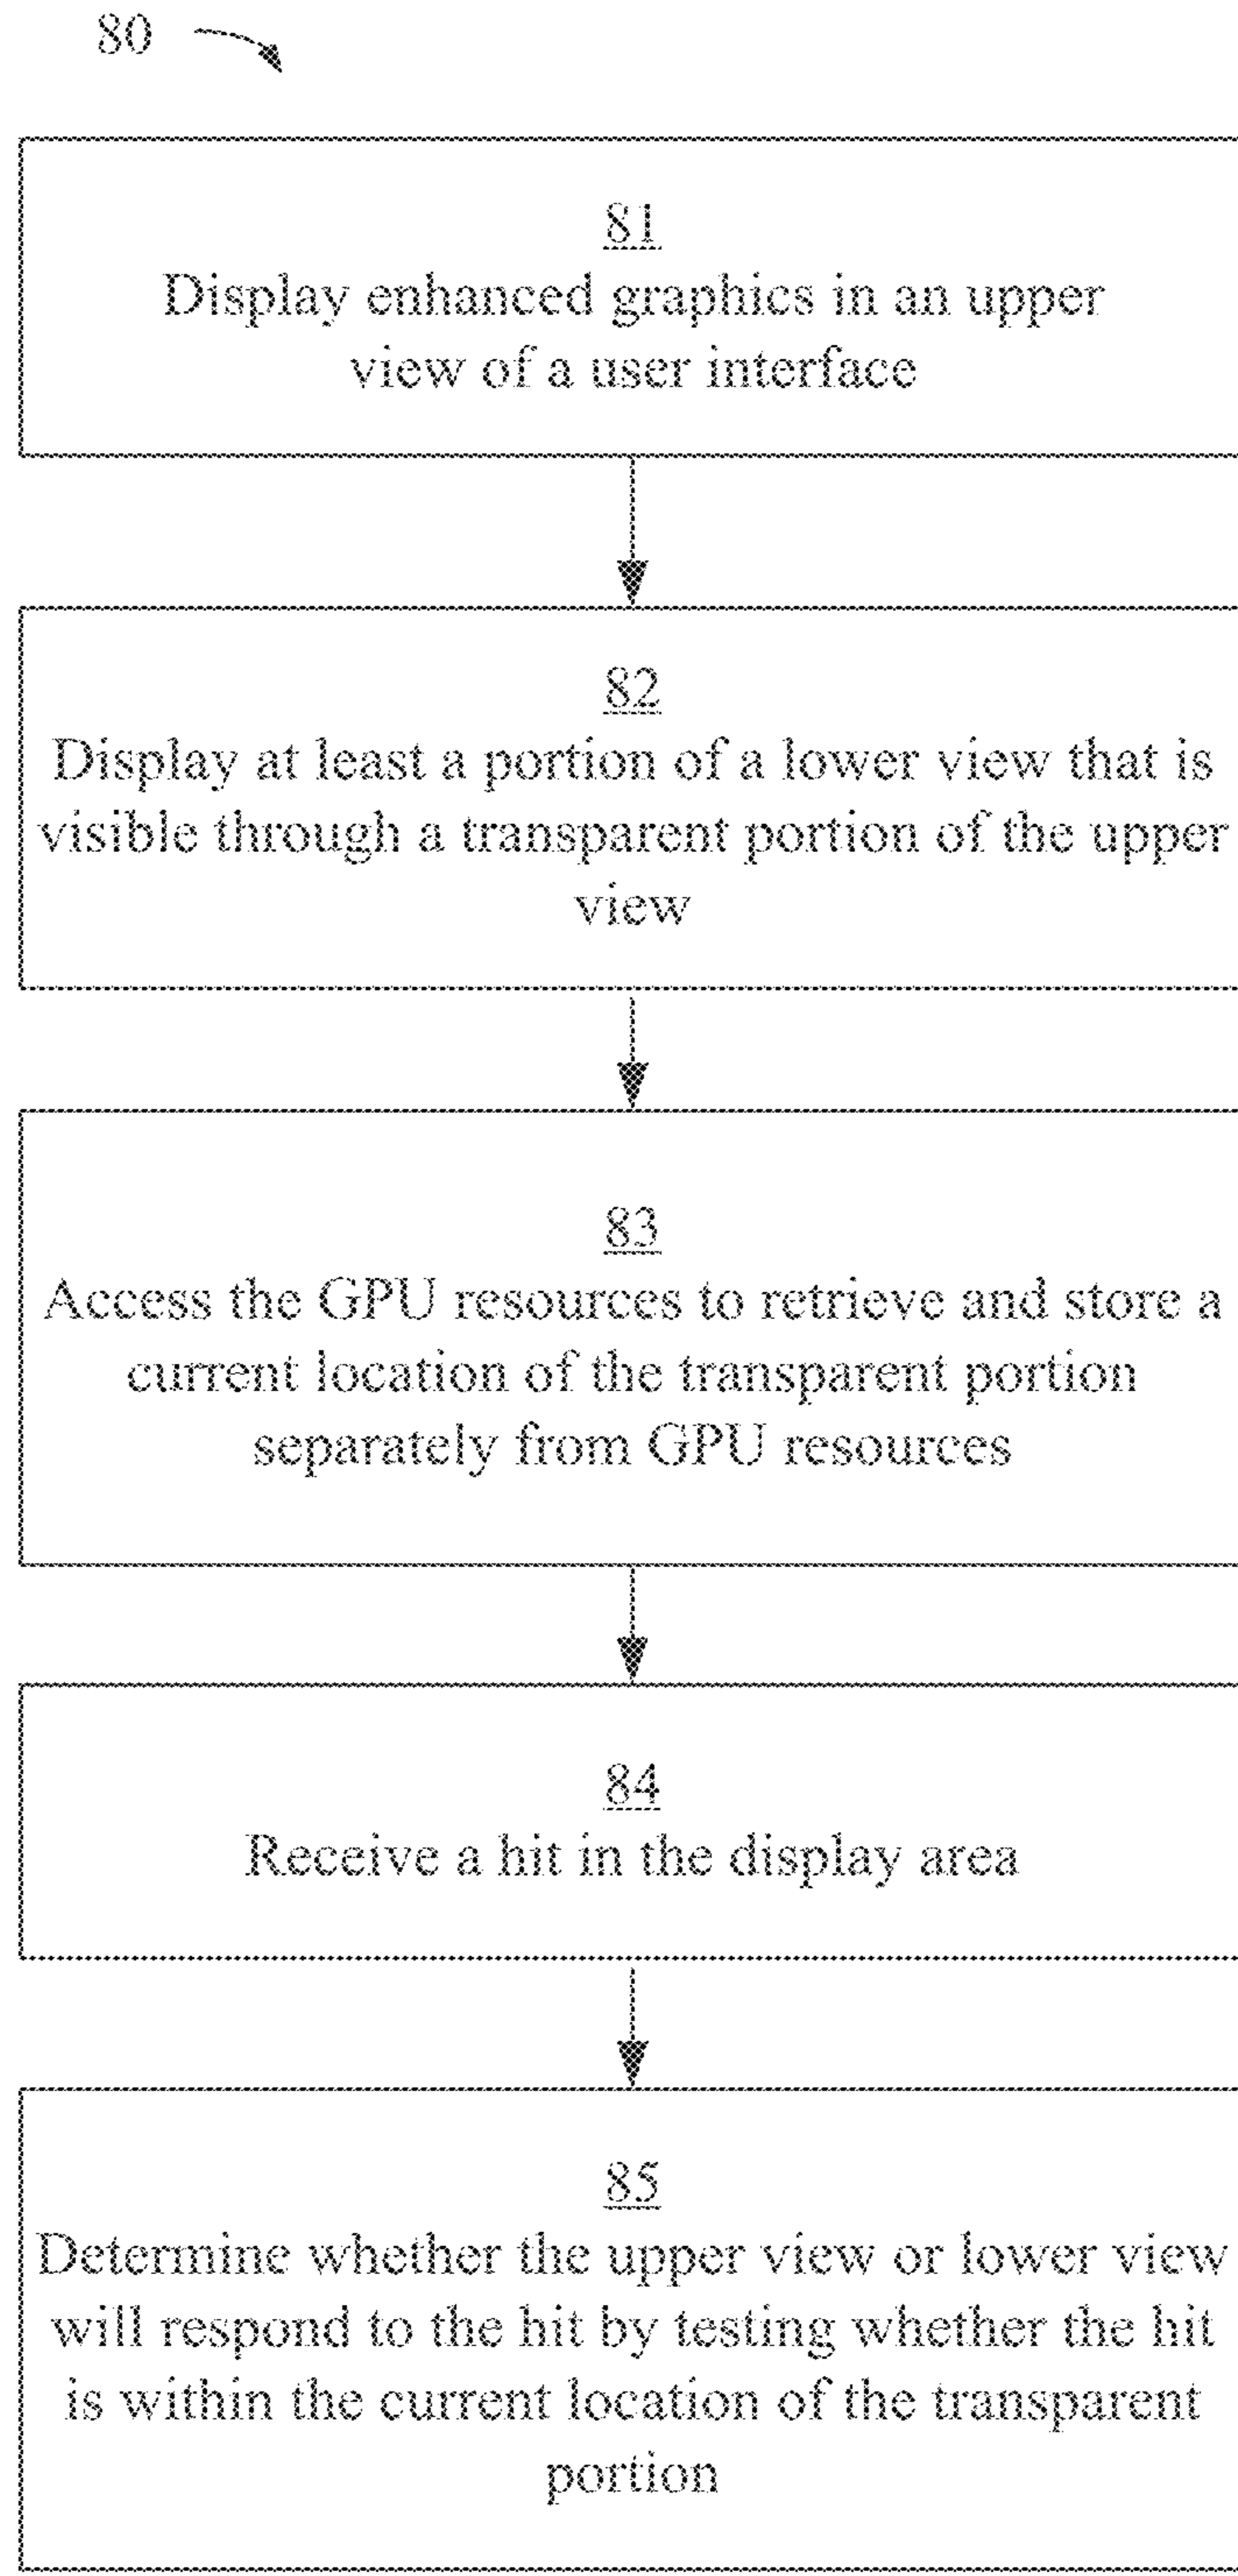 80
81
Display enhanced graphics in an upper
view of a user interface
82
Display at least a portion of a lower view that is
visible through a transparent portion of the upper
view
83
Access the GPU resources to retrieve and store a
current location of the transparent portion
separately from GPU resources
84
Receive a hit in the display area
85
Determine whether the upper view or lower view
will respond to the hit by testing whether the hit
is within the current location of the transparent
portion